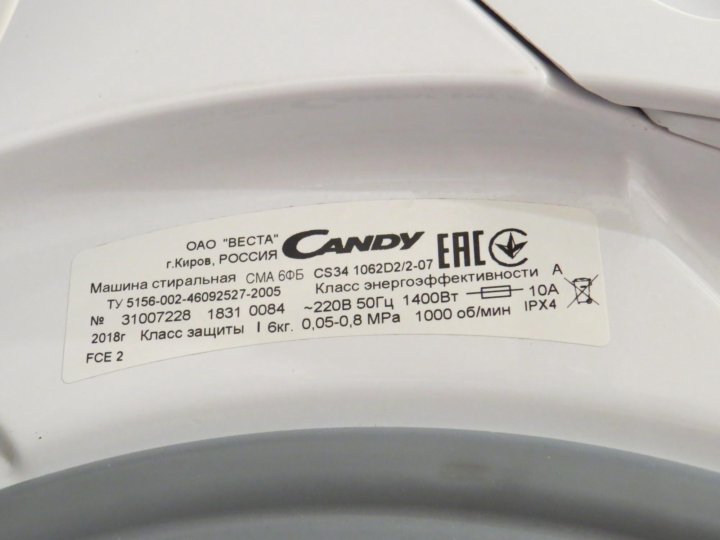 ОАО "ВЕСТА"
г.Киров, РОССИЯ
CANDY
EAC
Машина стиральная СМА 6ФБ CS34 1062D2/2-07
ТУ 5156-002-46092527-2005 Класс энергоэффективности А
№ 31007228 1831 0084 ~220В 50Гц 1400Вт 10А
2018г Класс защиты I 6кг. 0,05-0,8 MPa 1000 об/мин IPX4
FCE 2